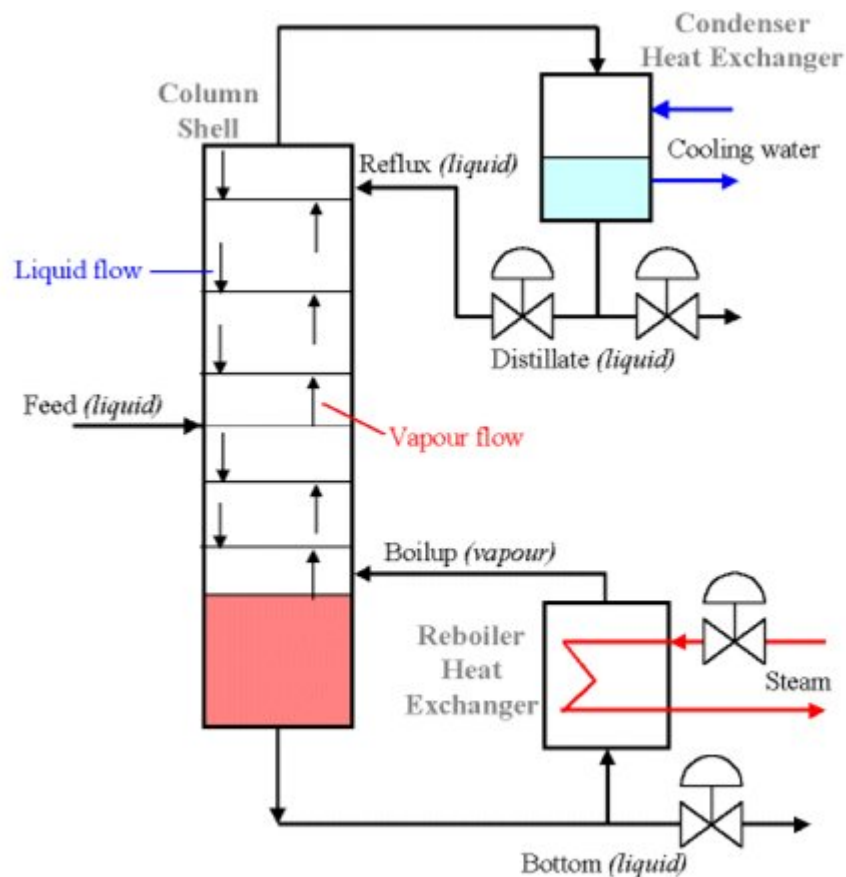 Condenser
Heat Exchanger
Column
Shell
Cooling water
Reflux (liquid)
Liquid flow
Distillate (liquid)
Feed (liquid)
Vapour flow
Boilup (vapour)
Reboiler
Heat
Exchanger
Steam
Bottom (liquid)